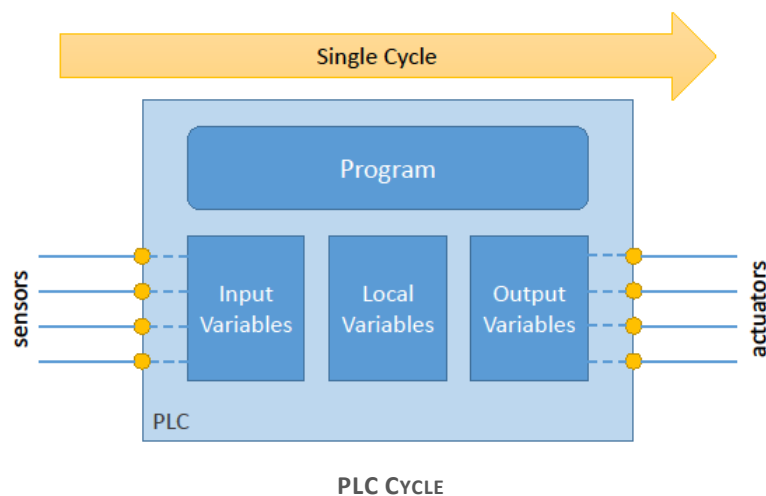 Single Cycle
Program
sensors
Input
Variables
Local
Variables
Output
Variables
actuators
PLC
PLC CYCLE